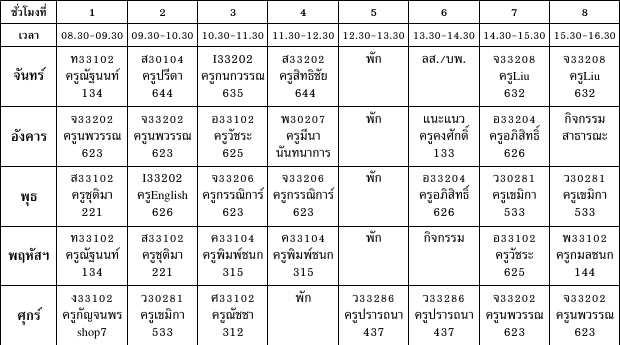 ชั่วโมงที่ 1 2 3 4 5 6 7 8
เวลา 08.30-09.30 09.30-10.30 10.30-11.30 11.30-12.30 12.30-13.30 13.30-14.30 14.30-15.30 15.30-16.30
จันทร์
ท33102
ครูณัฐนนท์
134
ส30104
ครูปรีดา
644
I33202
ครูกนกวรรณ
635
ส33202
ครูสิทธิชัย
644
พัก
ลส./บพ.
จ33208
ครูLiu
632
จ33208
ครูLiu
632
อังคาร
จ33202
ครูนพวรรณ
623
จ33202
ครูนพวรรณ
623
อ33102
ครูวัชระ
625
พ30207
ครูมีนา
นันทนาการ
พัก
แนะแนว
ครูคงศักดิ์
133
อ33204
ครูอภิสิทธิ์
626
กิจกรรม
สาธารณะ
พุธ
ส33102
ครูชุติมา
221
I33202
ครูEnglish
626
จ33206
ครูกรรณิการ์
623
จ33206
ครูกรรณิการ์
623
พัก
อ33204
ครูอภิสิทธิ์
626
ว30281
ครูเขมิกา
533
ว30281
ครูเขมิกา
533
พฤหัสฯ
ท33102
ครูณัฐนนท์
134
ส33102
ครูชุติมา
221
ค33104
ครูพิมพ์ชนก
315
ค33104
ครูพิมพ์ชนก
315
พัก
กิจกรรม
อ33102
ครูวัชระ
625
พ33102
ครูกมลชนก
144
ศุกร์
ง33102
ครูกัญจนพร
shop7
ว30281
ครูเขมิกา
533
ศ33102
ครูณัชชา
312
พัก
ว33286
ครูปรารถนา
437
ว33286
ครูปรารถนา
437
จ33202
ครูนพวรรณ
623
จ33202
ครูนพวรรณ
623